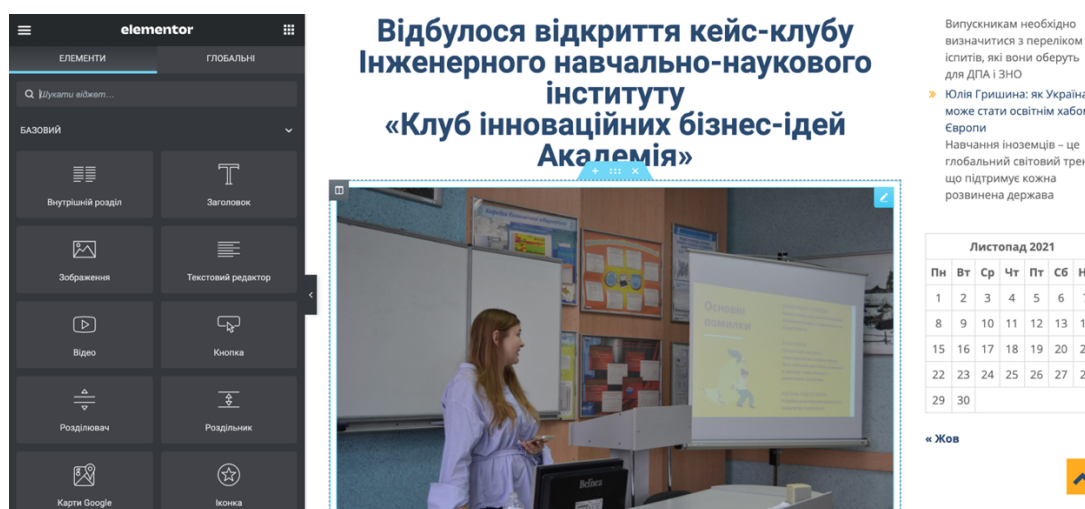 elementor
ЕЛЕМЕНТИ
ГЛОБАЛЬНІ
Шукати віджет...
БАЗОВИЙ
Внутрішній розділ
Заголовок
Зображення
Текстовий редактор
Відео
Кнопка
Розділювач
Роздільник
Карти Google
Іконка
Відбулося відкриття кейс-клубу
Інженерного навчально-наукового
інституту
«Клуб інноваційних бізнес-ідей
Академія»
Основні
помилки
Belinea
Випускникам необхідно
визначитися з переліком
іспитів, які вони оберуть
для ДПА і ЗНО
» Юлія Гришина: як Україна
може стати освітнім
Європи
Навчання іноземців – це
глобальний світовий
що підтримує кожна
розвинена держава
Листопад 2021
Пн Вт Ср Чт Пт Сб
1 2 3 4 5 6
8 9 10 11 12 13
15 16 17 18 19 20
22 23 24 25 26 27
29 30
« Жов